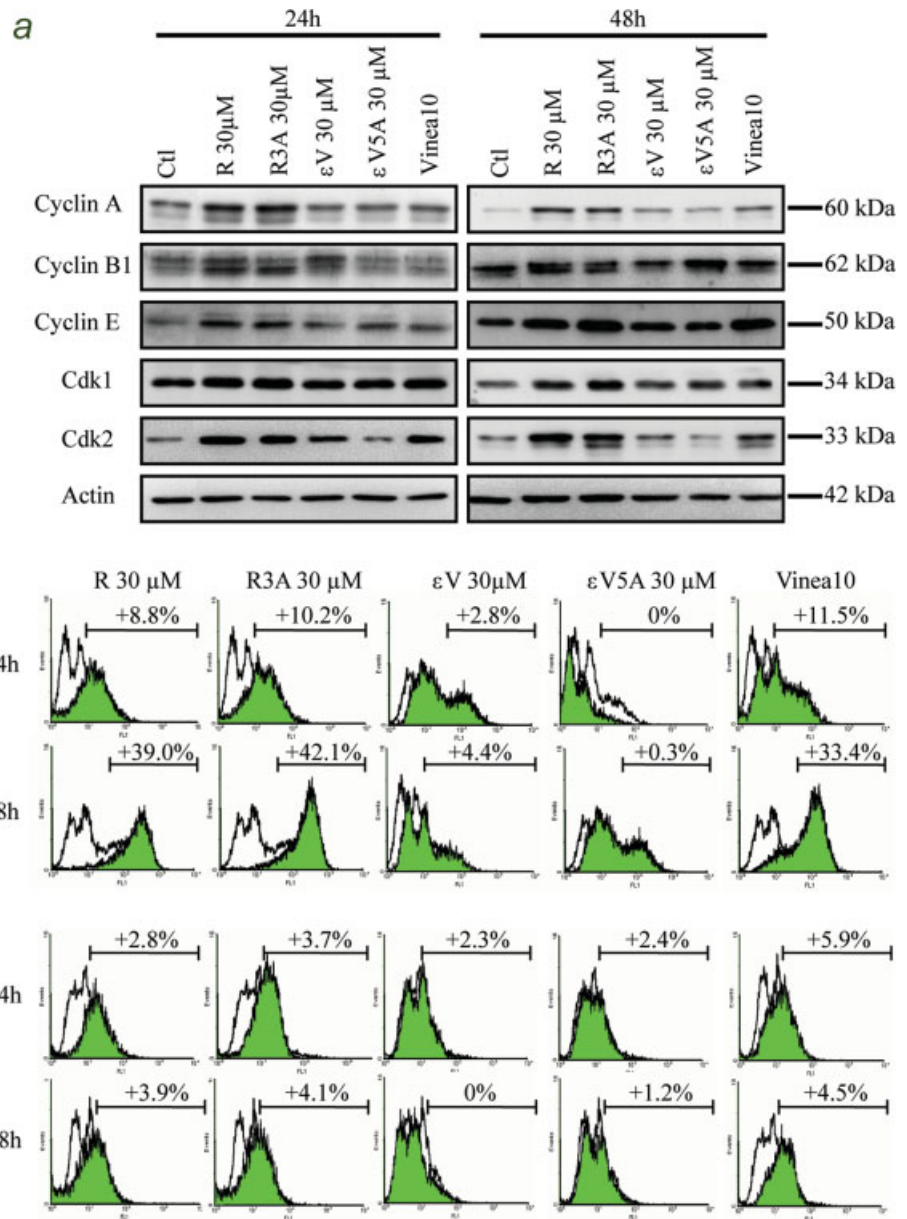 a
24h 48h
Ctl R 30µM R3A 30µM εV 30 µM εV5A 30 µM Vinea10 Ctl R 30 µM R3A 30 µM εV 30 µM εV5A 30 µM Vinea10
Cyclin A 60 kDa
Cyclin B1 62 kDa
Cyclin E 50 kDa
Cdk1 34 kDa
Cdk2 33 kDa
Actin 42 kDa
R 30 µM R3A 30 µM εV 30µM εV5A 30 µM Vinea10
4h +8.8% +10.2% +2.8% 0% +11.5%
8h +39.0% +42.1% +4.4% +0.3% +33.4%
4h +2.8% +3.7% +2.3% +2.4% +5.9%
8h +3.9% +4.1% 0% +1.2% +4.5%